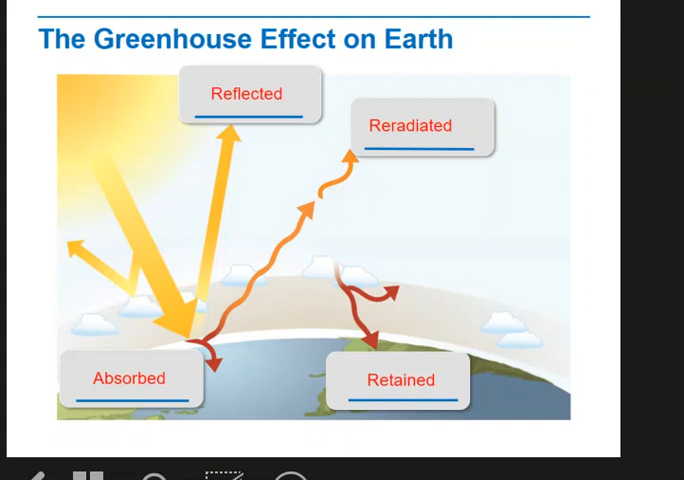 The Greenhouse Effect on Earth
Reflected
Reradiated
Absorbed
Retained